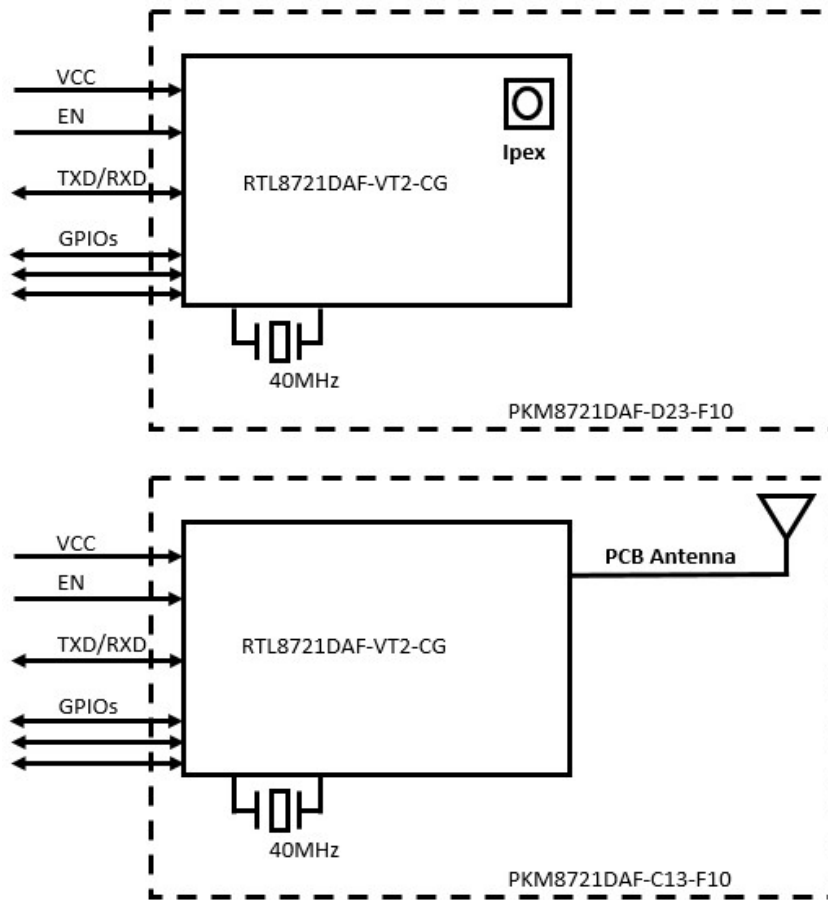 VCC
EN
TXD/RXD
GPIOs
RTL8721DAF-VT2-CG
Ipex
40MHz
PKM8721DAF-D23-F10
VCC
EN
TXD/RXD
GPIOs
RTL8721DAF-VT2-CG
PCB Antenna
40MHz
PKM8721DAF-C13-F10